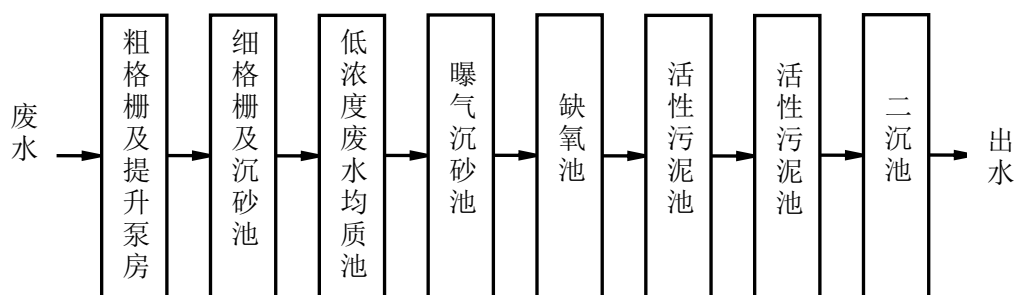 废水
粗格栅及提升泵房
细格栅及沉砂池
低浓度废水均质池
曝气沉砂池
缺氧池
活性污泥池
活性污泥池
二沉池
出水